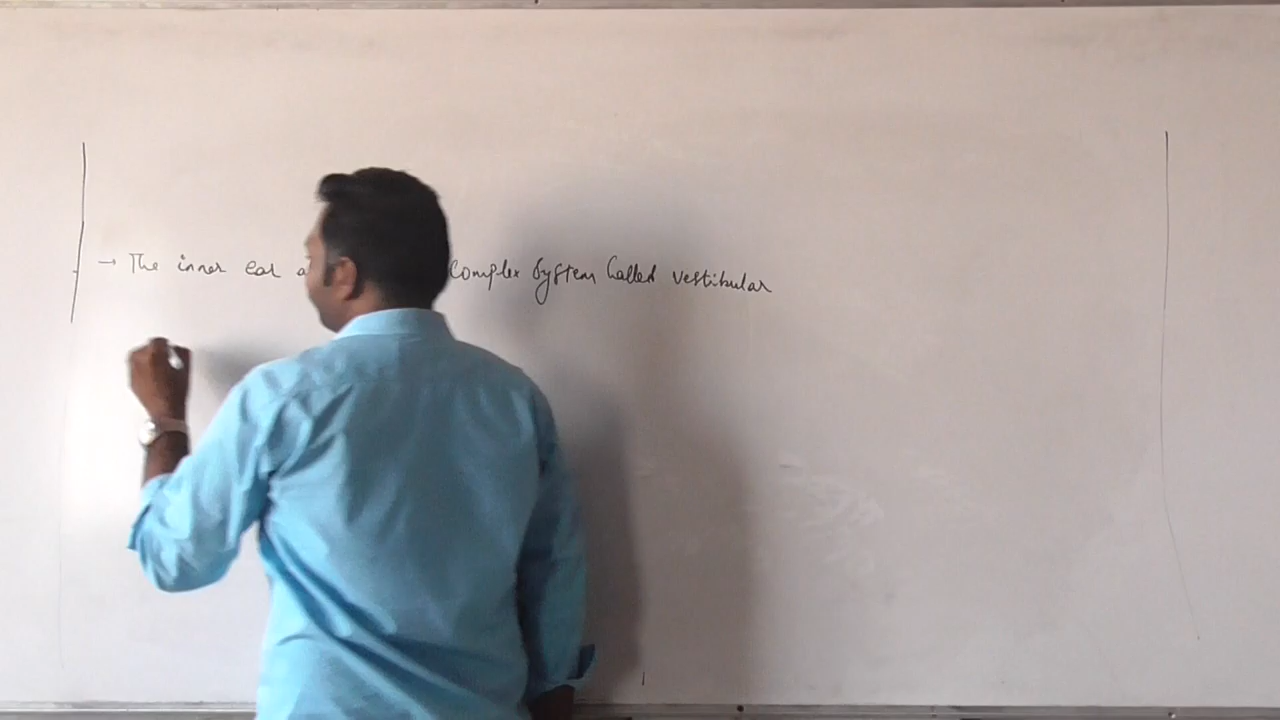 → The inner ear a complex System Called vestibular